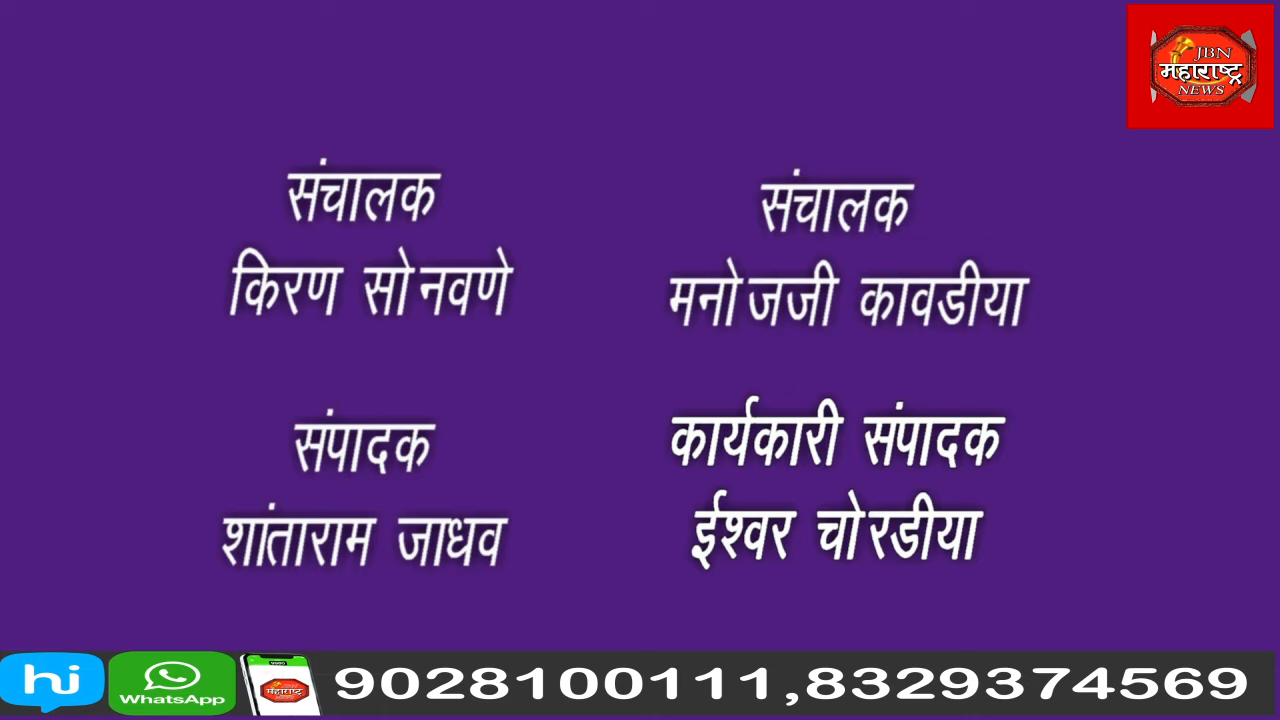 JBN
महाराष्ट्र
NEWS
संचालक
किरण सोनवणे
संचालक
मनोजजी कावडीया
संपादक
शांताराम जाधव
कार्यकारी संपादक
ईश्वर चोरडीया
hi
WhatsApp
महाराष्ट्र
9028100111,8329374569